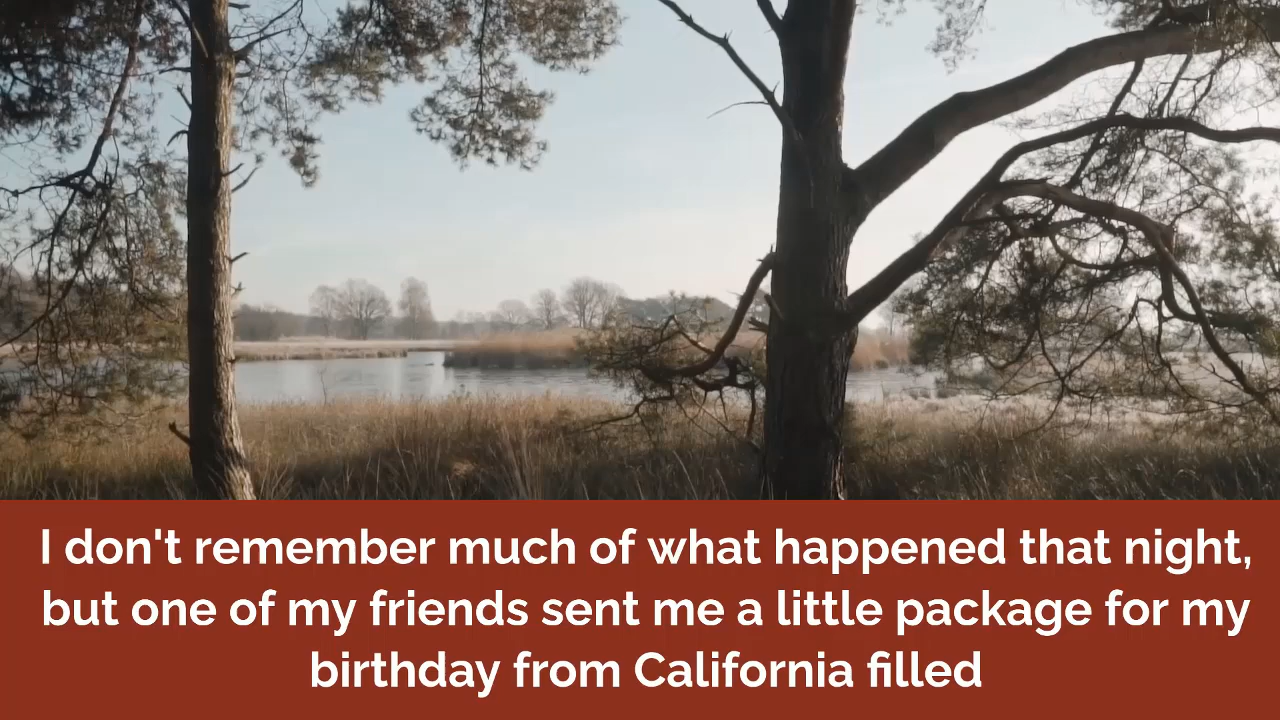 I don't remember much of what happened that night,
but one of my friends sent me a little package for my
birthday from California filled